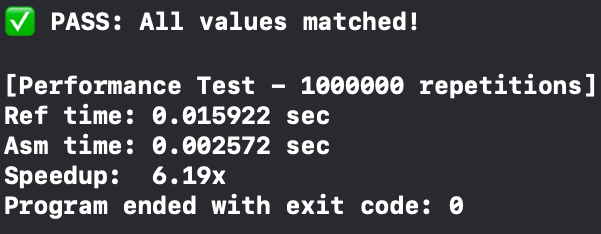 ✅ PASS: All values matched!
[Performance Test - 1000000 repetitions]
Ref time: 0.015922 sec
Asm time: 0.002572 sec
Speedup:  6.19x
Program ended with exit code: 0